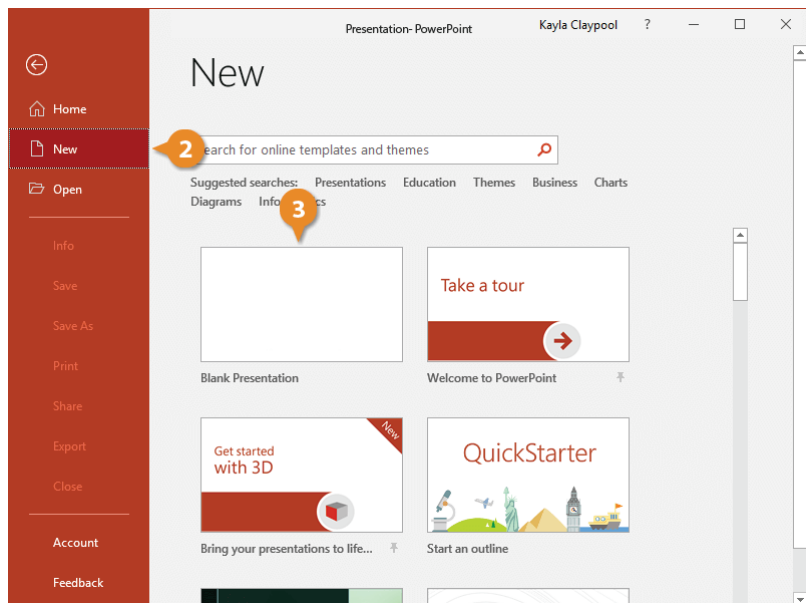 Presentation- PowerPoint
Kayla Claypool
?
New
Home
New
Open
Info
Save
Save As
Print
Share
Export
Close
Account
Feedback
2
earch for online templates and themes
Suggested searches: Presentations Education Themes Business Charts
Diagrams Info cs
3
Blank Presentation
Take a tour
Welcome to PowerPoint
Get started
with 3D
New
Bring your presentations to life...
QuickStarter
Start an outline